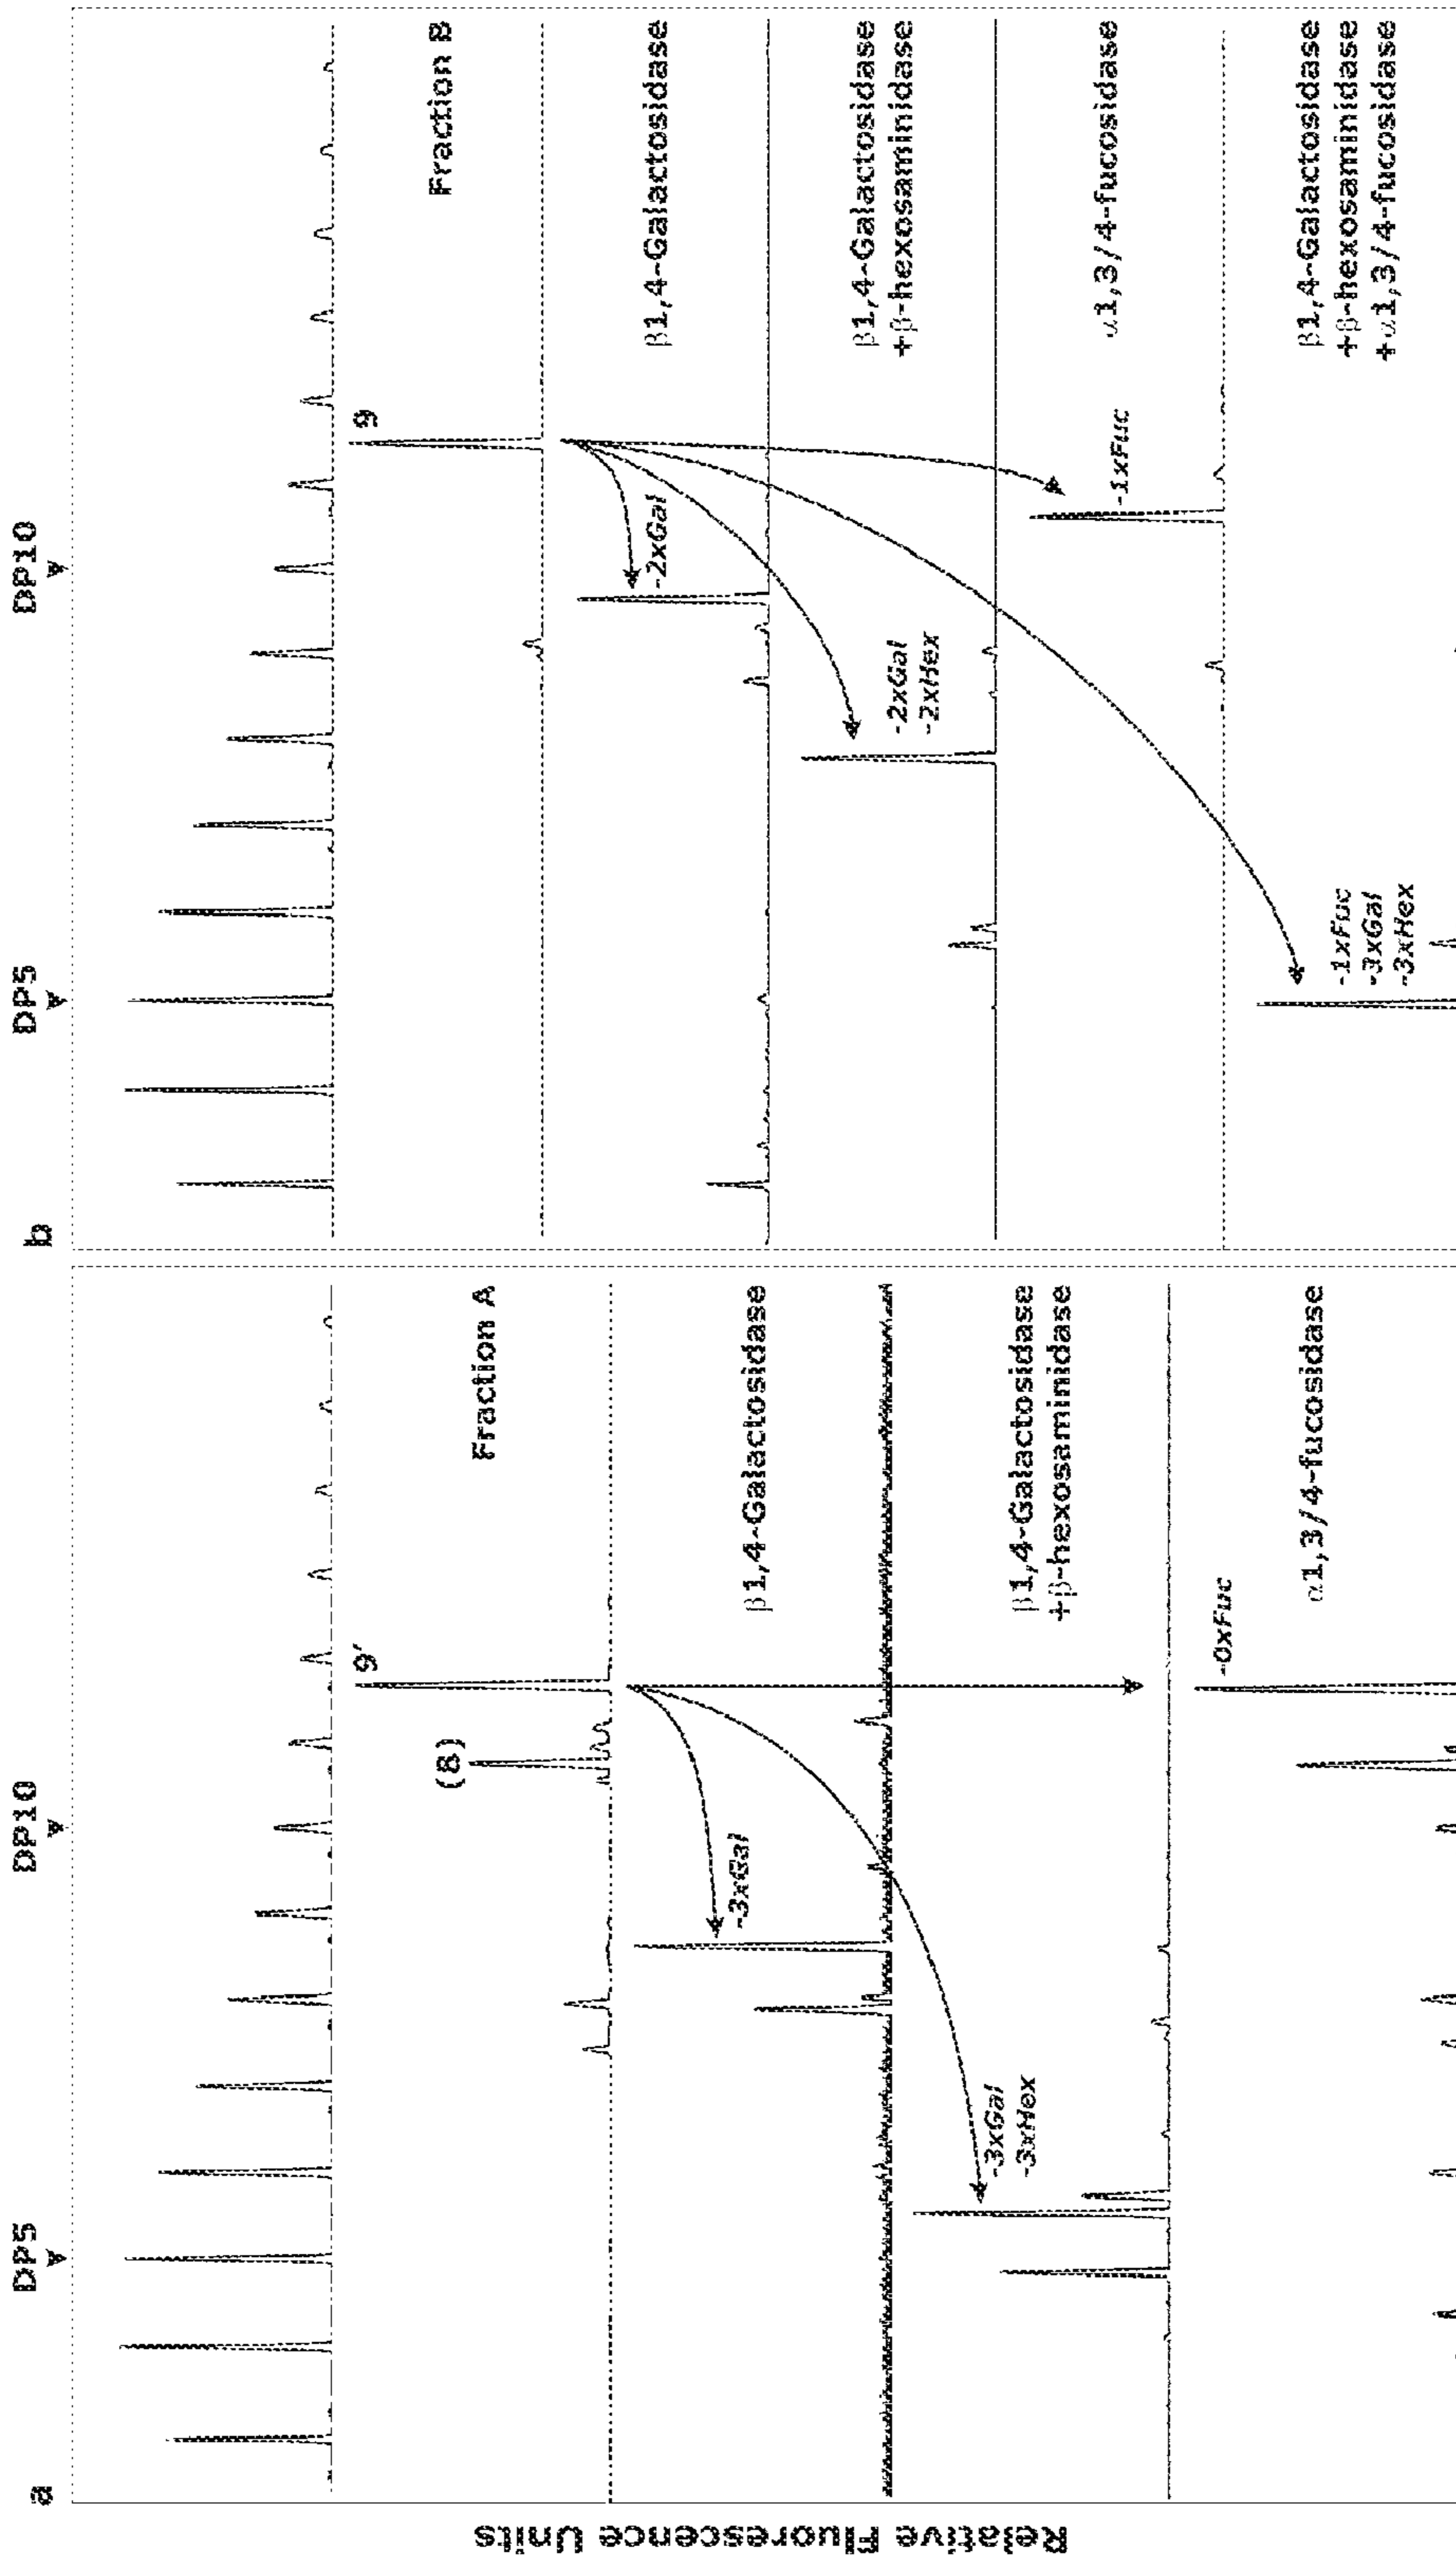 Relative Fluorescence Units
a
DP5
DP10
Fraction A
9'
(8)
β1,4-Galactosidase
-3xGal
β1,4-Galactosidase
+β-hexosaminidase
-3xGal
-3xHex
α1,3/4-fucosidase
-0xFuc
b
DP5
DP10
Fraction B
9
β1,4-Galactosidase
-2xGal
β1,4-Galactosidase
+β-hexosaminidase
-2xGal
-2xHex
α1,3/4-fucosidase
-1xFuc
β1,4-Galactosidase
+β-hexosaminidase
+α1,3/4-fucosidase
-1xFuc
-3xGal
-3xHex